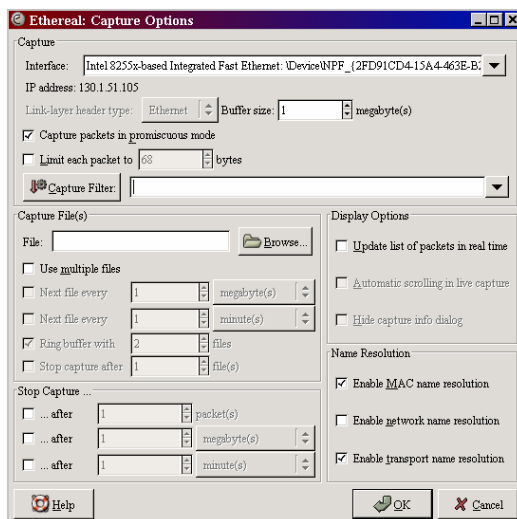 Ethereal: Capture Options
Capture
Interface: Intel 8255x-based Integrated Fast Ethernet: \Device\NPF_{2FD91CD4-15A4-463E-B2
IP address: 130.1.51.105
Link-layer header type: Ethernet Buffer size: 1 megabyte(s)
Capture packets in promiscuous mode
Limit each packet to 68 bytes
Capture Filter:
Capture File(s)
File: Browse...
Use multiple files
Next file every 1 megabyte(s)
Next file every 1 minute(s)
Ring buffer with 2 files
Stop capture after 1 file(s)
Stop Capture ...
... after 1 packet(s)
... after 1 megabyte(s)
... after 1 minute(s)
Display Options
Update list of packets in real time
Automatic scrolling in live capture
Hide capture info dialog
Name Resolution
Enable MAC name resolution
Enable network name resolution
Enable transport name resolution
Help OK Cancel